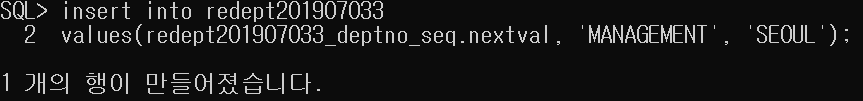 SQL> insert into redept201907033
2 values(redept201907033_deptno_seq.nextval, 'MANAGEMENT', 'SEOUL');
1 개의 행이 만들어졌습니다.